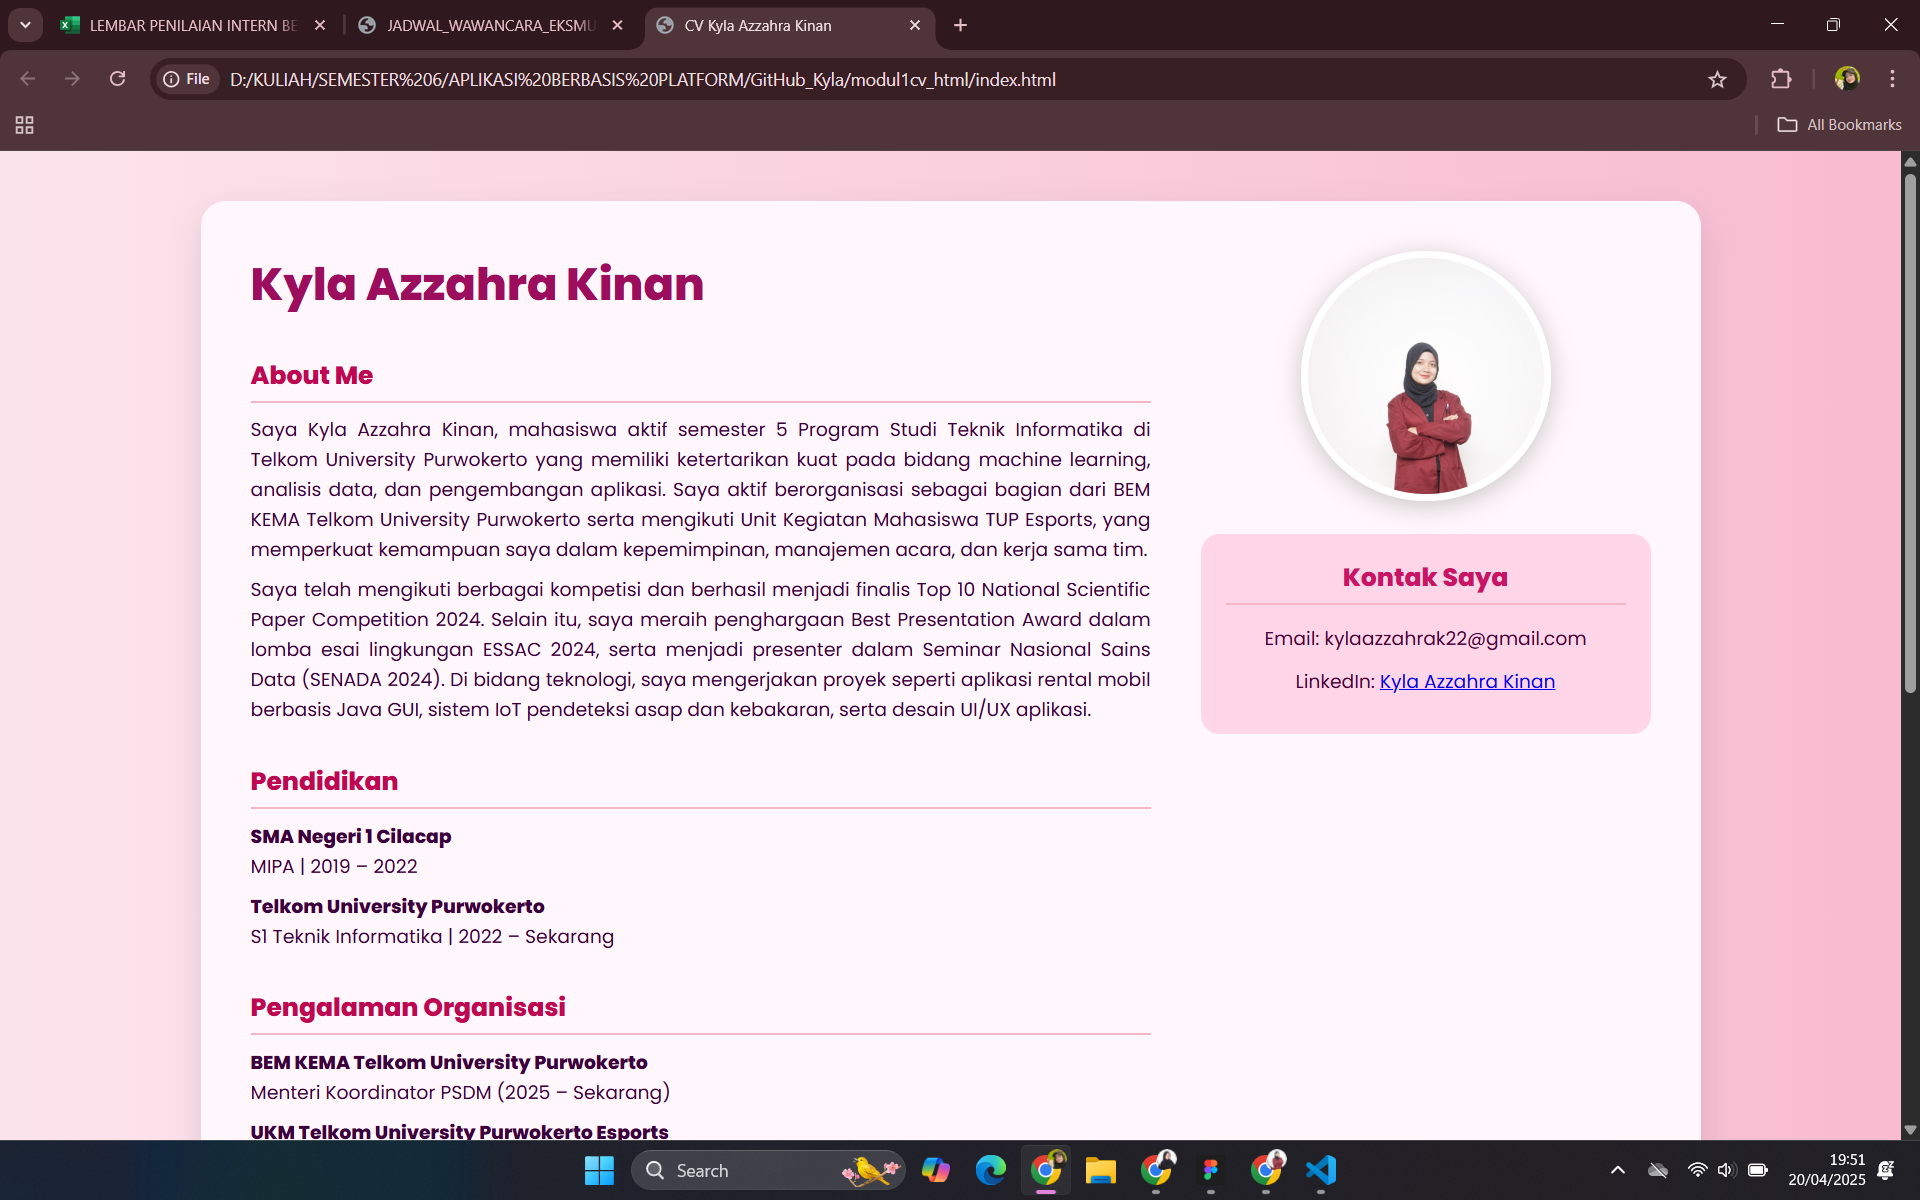 LEMBAR PENILAIAN INTERN BE
JADWAL_WAWANCARA_EKSMU
CV Kyla Azzahra Kinan
File
D:/KULIAH/SEMESTER%206/APLIKASI%20BERBASIS%20PLATFORM/GitHub_Kyla/modul1cv_html/index.html
All Bookmarks
Kyla Azzahra Kinan
About Me
Saya Kyla Azzahra Kinan, mahasiswa aktif semester 5 Program Studi Teknik Informatika di
Telkom University Purwokerto yang memiliki ketertarikan kuat pada bidang machine learning,
analisis data, dan pengembangan aplikasi. Saya aktif berorganisasi sebagai bagian dari BEM
KEMA Telkom University Purwokerto serta mengikuti Unit Kegiatan Mahasiswa TUP Esports, yang
memperkuat kemampuan saya dalam kepemimpinan, manajemen acara, dan kerja sama tim.
Saya telah mengikuti berbagai kompetisi dan berhasil menjadi finalis Top 10 National Scientific
Paper Competition 2024. Selain itu, saya meraih penghargaan Best Presentation Award dalam
lomba esai lingkungan ESSAC 2024, serta menjadi presenter dalam Seminar Nasional Sains
Data (SENADA 2024). Di bidang teknologi, saya mengerjakan proyek seperti aplikasi rental mobil
berbasis Java GUI, sistem IoT pendeteksi asap dan kebakaran, serta desain UI/UX aplikasi.
Pendidikan
SMA Negeri 1 Cilacap
MIPA | 2019 – 2022
Telkom University Purwokerto
S1 Teknik Informatika | 2022 – Sekarang
Pengalaman Organisasi
BEM KEMA Telkom University Purwokerto
Menteri Koordinator PSDM (2025 – Sekarang)
UKM Telkom University Purwokerto Esports
Kontak Saya
Email: kylaazzahrak22@gmail.com
LinkedIn: Kyla Azzahra Kinan
Search
19:51
20/04/2025